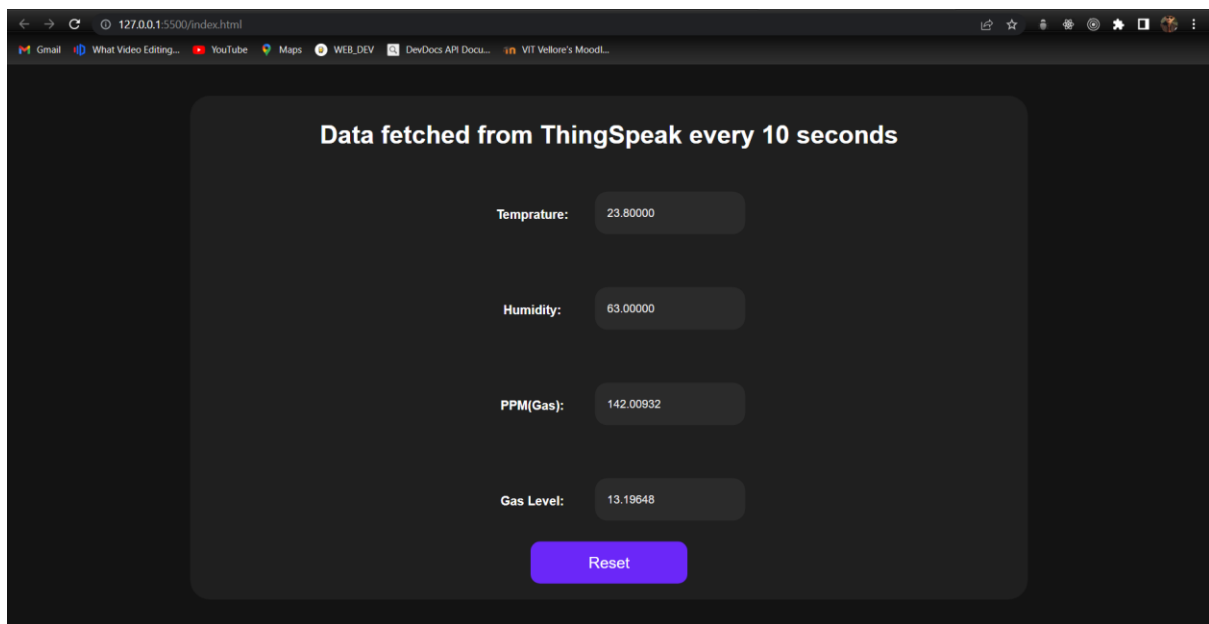 127.0.0.1:5500/index.html
Gmail What Video Editing... YouTube Maps WEB_DEV DevDocs API Docu... VIT Vellore's Moodl...
Data fetched from ThingSpeak every 10 seconds
Temprature: 23.80000
Humidity: 63.00000
PPM(Gas): 142.00932
Gas Level: 13.19648
Reset